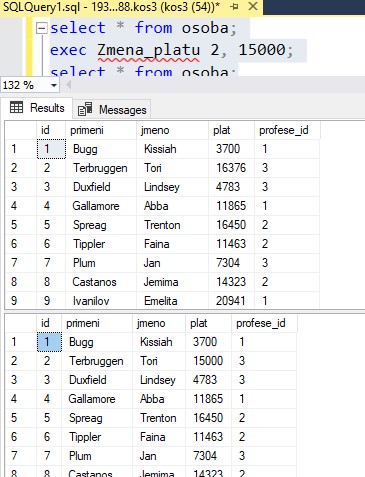 SQLQuery1.sql - 193...88.kos3 (kos3 (54))*
select * from osoba;
exec Zmena_platu 2, 15000;
select * from osoba;
132 %
Results Messages
id primeni jmeno plat profese_id
1 1 Bugg Kissiah 3700 1
2 2 Terbruggen Tori 16376 3
3 3 Duxfield Lindsey 4783 3
4 4 Gallamore Abba 11865 1
5 5 Spreag Trenton 16450 2
6 6 Tippler Faina 11463 2
7 7 Plum Jan 7304 3
8 8 Castanos Jemima 14323 2
9 9 Ivanilov Emelita 20941 1
id primeni jmeno plat profese_id
1 1 Bugg Kissiah 3700 1
2 2 Terbruggen Tori 15000 3
3 3 Duxfield Lindsey 4783 3
4 4 Gallamore Abba 11865 1
5 5 Spreag Trenton 16450 2
6 6 Tippler Faina 11463 2
7 7 Plum Jan 7304 3
8 8 Castanos Jemima 14323 2